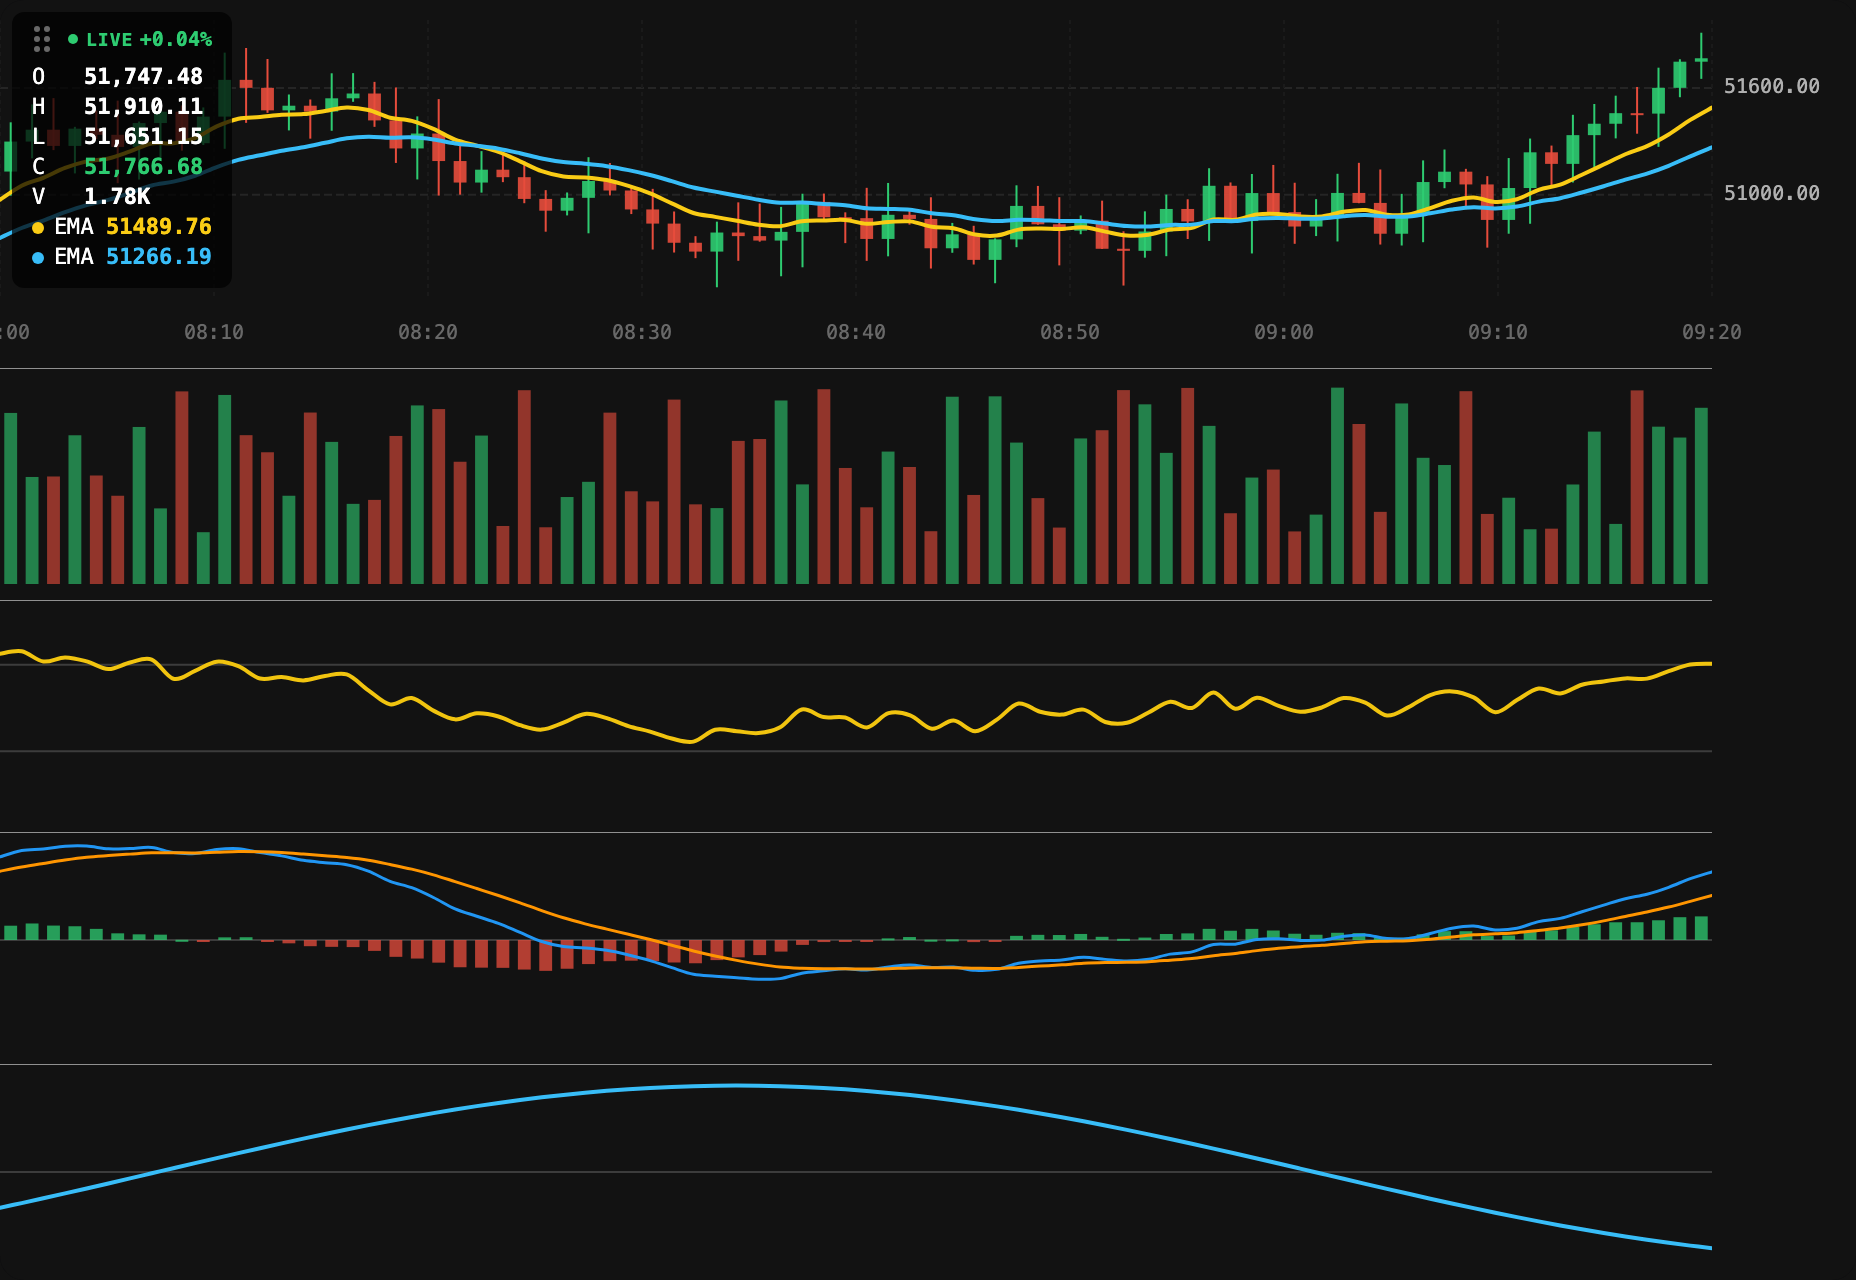 LIVE +0.04%
O 51,747.48
H 51,910.11
L 51,651.15
C 51,766.68
V 1.78K
EMA 51489.76
EMA 51266.19
51600.00
51000.00
:00 08:10 08:20 08:30 08:40 08:50 09:00 09:10 09:20